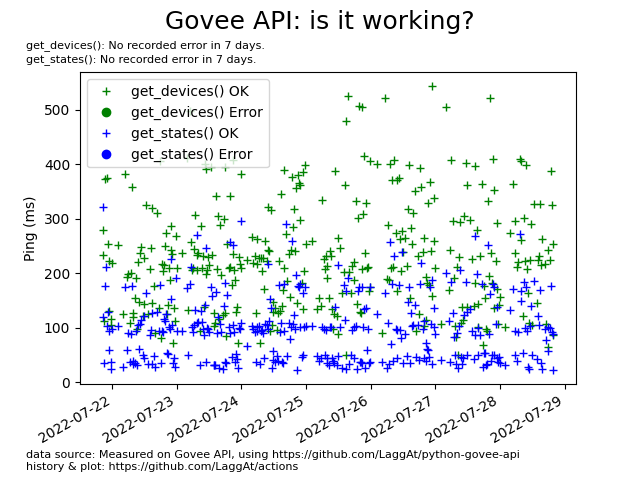 Govee API: is it working?
get_devices(): No recorded error in 7 days.
get_states(): No recorded error in 7 days.
get_devices() OK
get_devices() Error
get_states() OK
get_states() Error
Ping (ms)
500
400
300
200
100
0
2022-07-22
2022-07-23
2022-07-24
2022-07-25
2022-07-26
2022-07-27
2022-07-28
2022-07-29
data source: Measured on Govee API, using https://github.com/LaggAt/python-govee-api
history & plot: https://github.com/LaggAt/actions